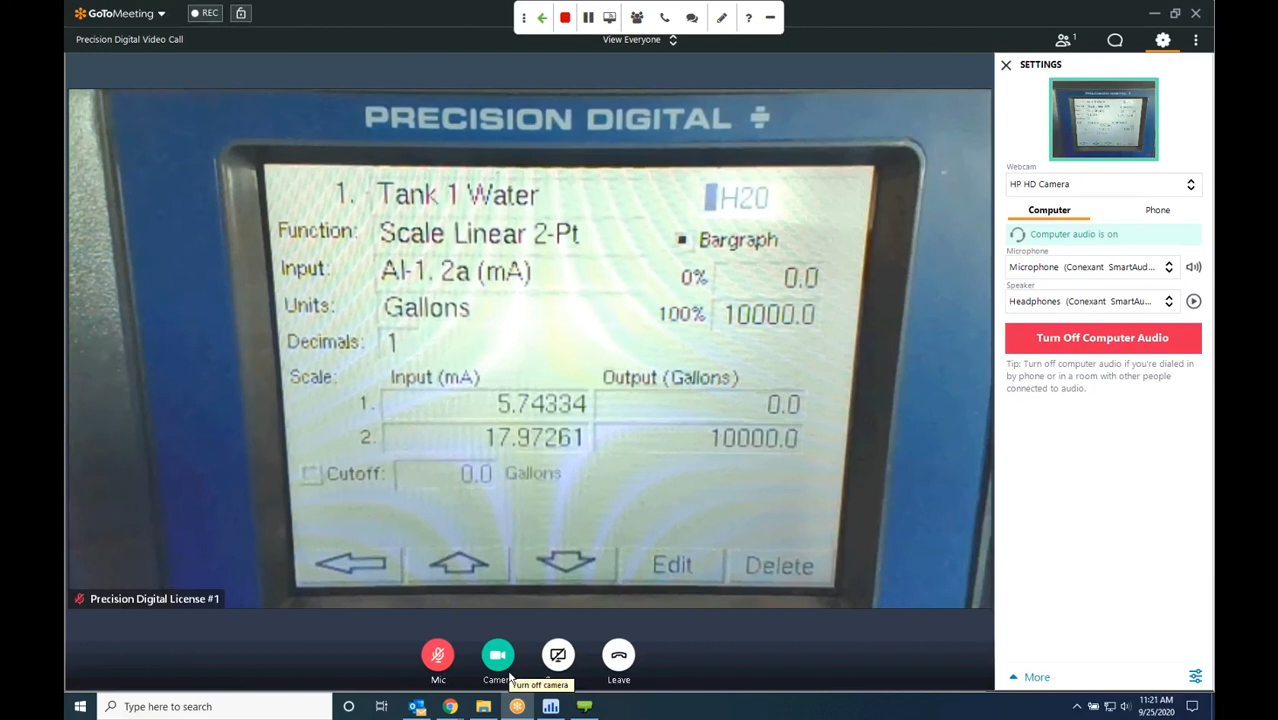 GoToMeeting
REC
Precision Digital Video Call
View Everyone
1
SETTINGS
PRECISION DIGITAL
1. Tank 1 Water H20
Function: Scale Linear 2-Pt Bargraph
Input: AI-1. 2a (mA) 0% 0.0
Units: Gallons 100% 10000.0
Decimals: 1
Scale: Input (mA) Output (Gallons)
1. 5.74334 0.0
2. 17.97261 10000.0
Cutoff: 0.0 Gallons
Edit Delete
Precision Digital License #1
Mic
Camer
Leave
Turn off camera
Webcam
HP HD Camera
Computer Phone
Computer audio is on
Microphone
Microphone (Conexant SmartAud...
Speaker
Headphones (Conexant SmartAu...
Turn Off Computer Audio
Tip: Turn off computer audio if you're dialed in
by phone or in a room with other people
connected to audio.
More
Type here to search
11:21 AM
9/25/2020